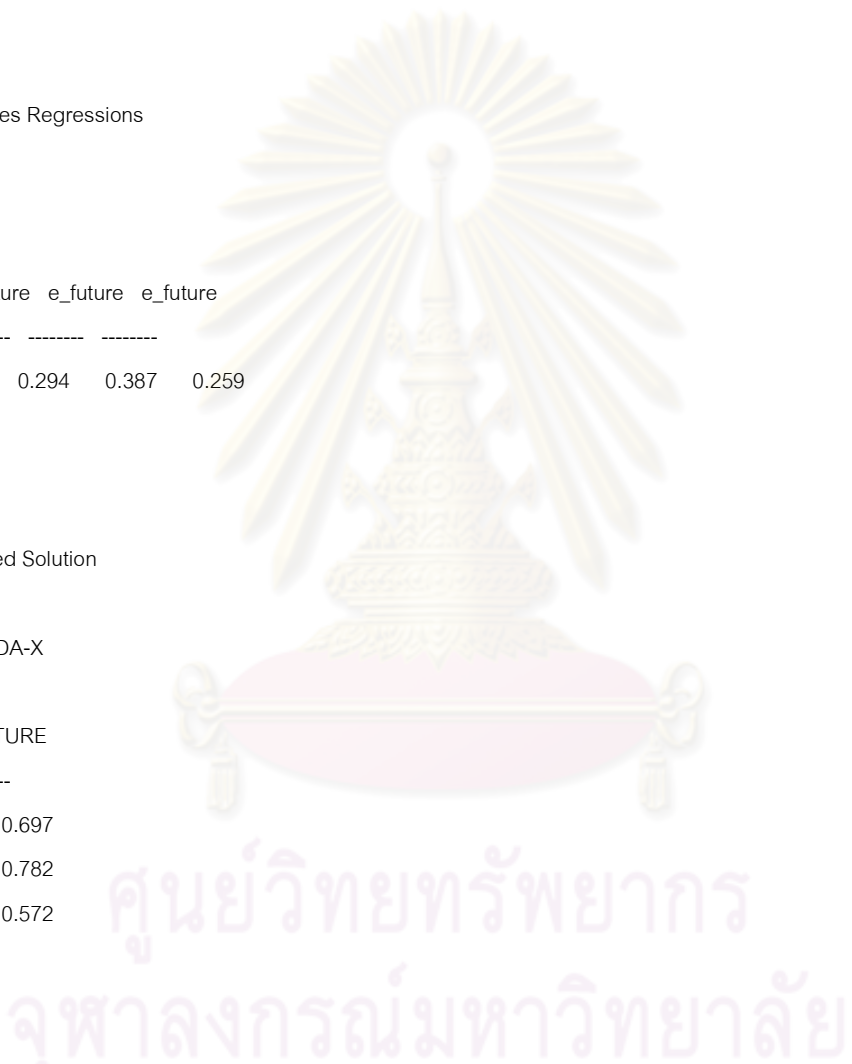 es Regressions
ure e_future e_future
-- -------- --------
0.294 0.387 0.259
ed Solution
DA-X
TURE
--
0.697
0.782
0.572
ศูนย์วิทยทรัพยากร
จุฬาลงกรณ์มหาวิทยาลัย